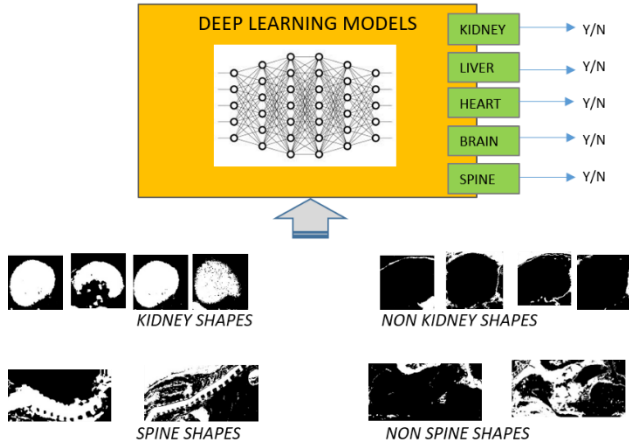 DEEP LEARNING MODELS
KIDNEY
Y/N
LIVER
Y/N
HEART
Y/N
BRAIN
Y/N
SPINE
Y/N
KIDNEY SHAPES
NON KIDNEY SHAPES
SPINE SHAPES
NON SPINE SHAPES